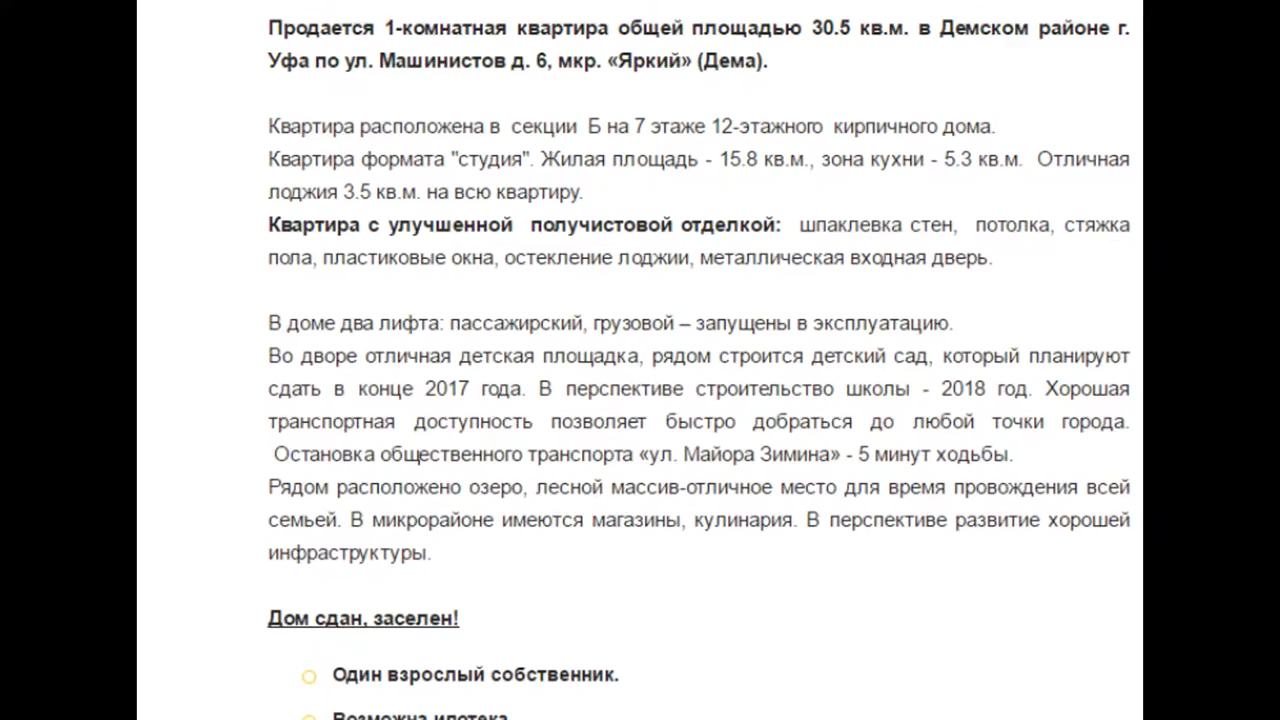 Продается 1-комнатная квартира общей площадью 30.5 кв.м. в Демском районе г.
Уфа по ул. Машинистов д. 6, мкр. «Яркий» (Дема).
Квартира расположена в секции Б на 7 этаже 12-этажного кирпичного дома.
Квартира формата "студия". Жилая площадь - 15.8 кв.м., зона кухни - 5.3 кв.м. Отличная
лоджия 3.5 кв.м. на всю квартиру.
Квартира с улучшенной получистовой отделкой: шпаклевка стен, потолка, стяжка
пола, пластиковые окна, остекление лоджии, металлическая входная дверь.
В доме два лифта: пассажирский, грузовой – запущены в эксплуатацию.
Во дворе отличная детская площадка, рядом строится детский сад, который планируют
сдать в конце 2017 года. В перспективе строительство школы - 2018 год. Хорошая
транспортная доступность позволяет быстро добраться до любой точки города.
Остановка общественного транспорта «ул. Майора Зимина» - 5 минут ходьбы.
Рядом расположено озеро, лесной массив-отличное место для время провождения всей
семьей. В микрорайоне имеются магазины, кулинария. В перспективе развитие хорошей
инфраструктуры.
Дом сдан, заселен!
Один взрослый собственник.
Возможна ипотека